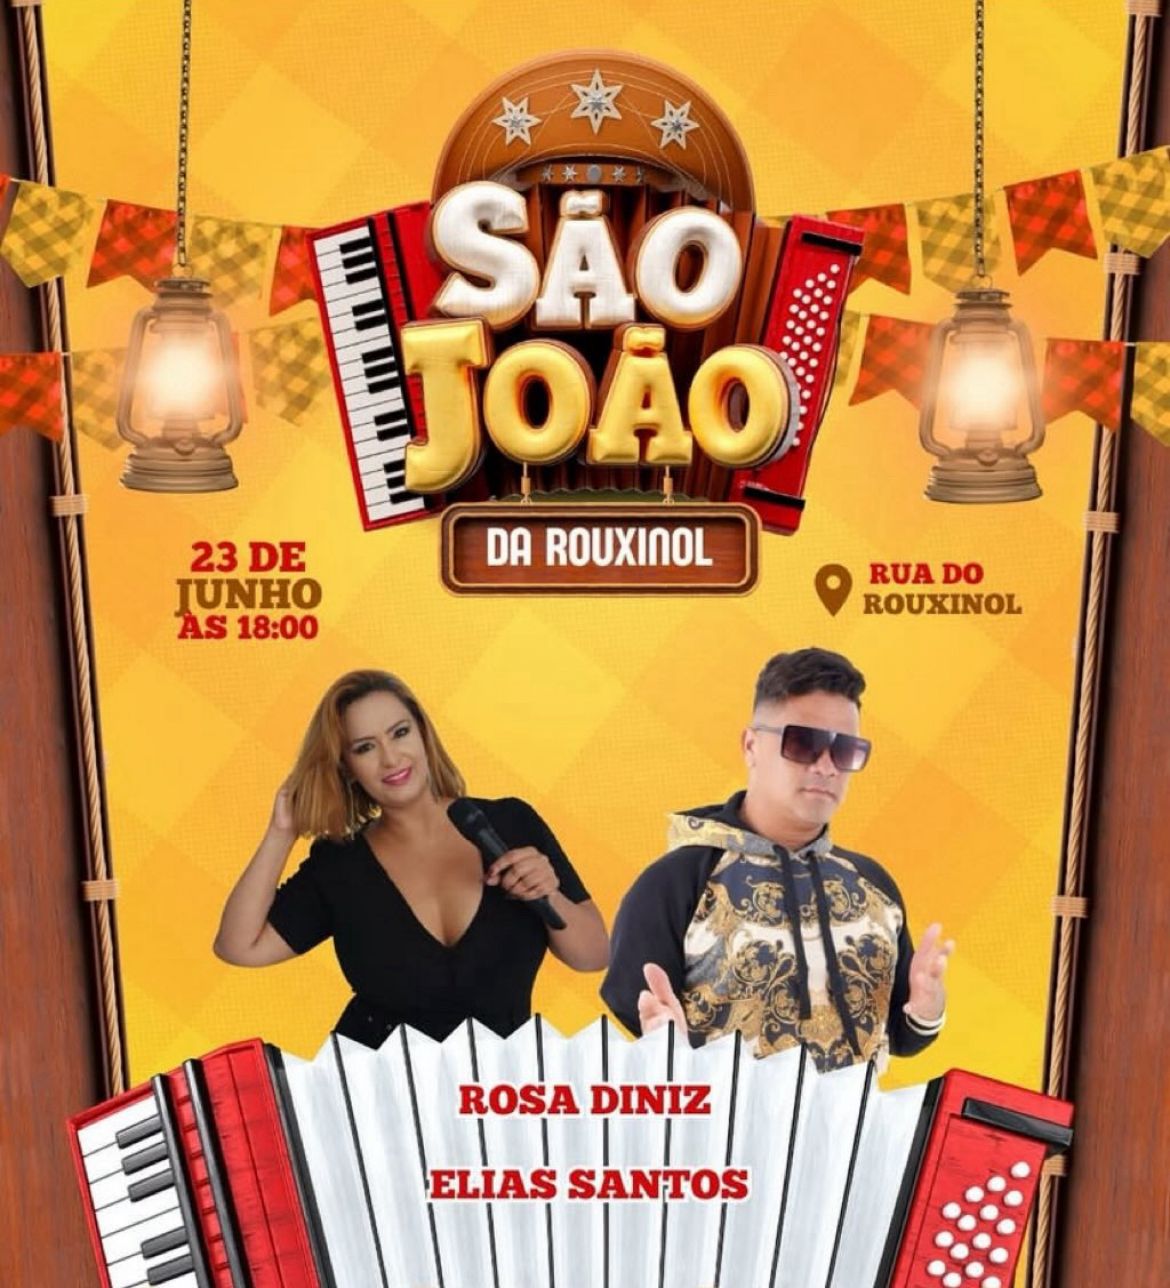 SÃO
JOÃO
DA ROUXINOL
23 DE
JUNHO
ÀS 18:00
RUA DO
ROUXINOL
ROSA DINIZ
ELIAS SANTOS